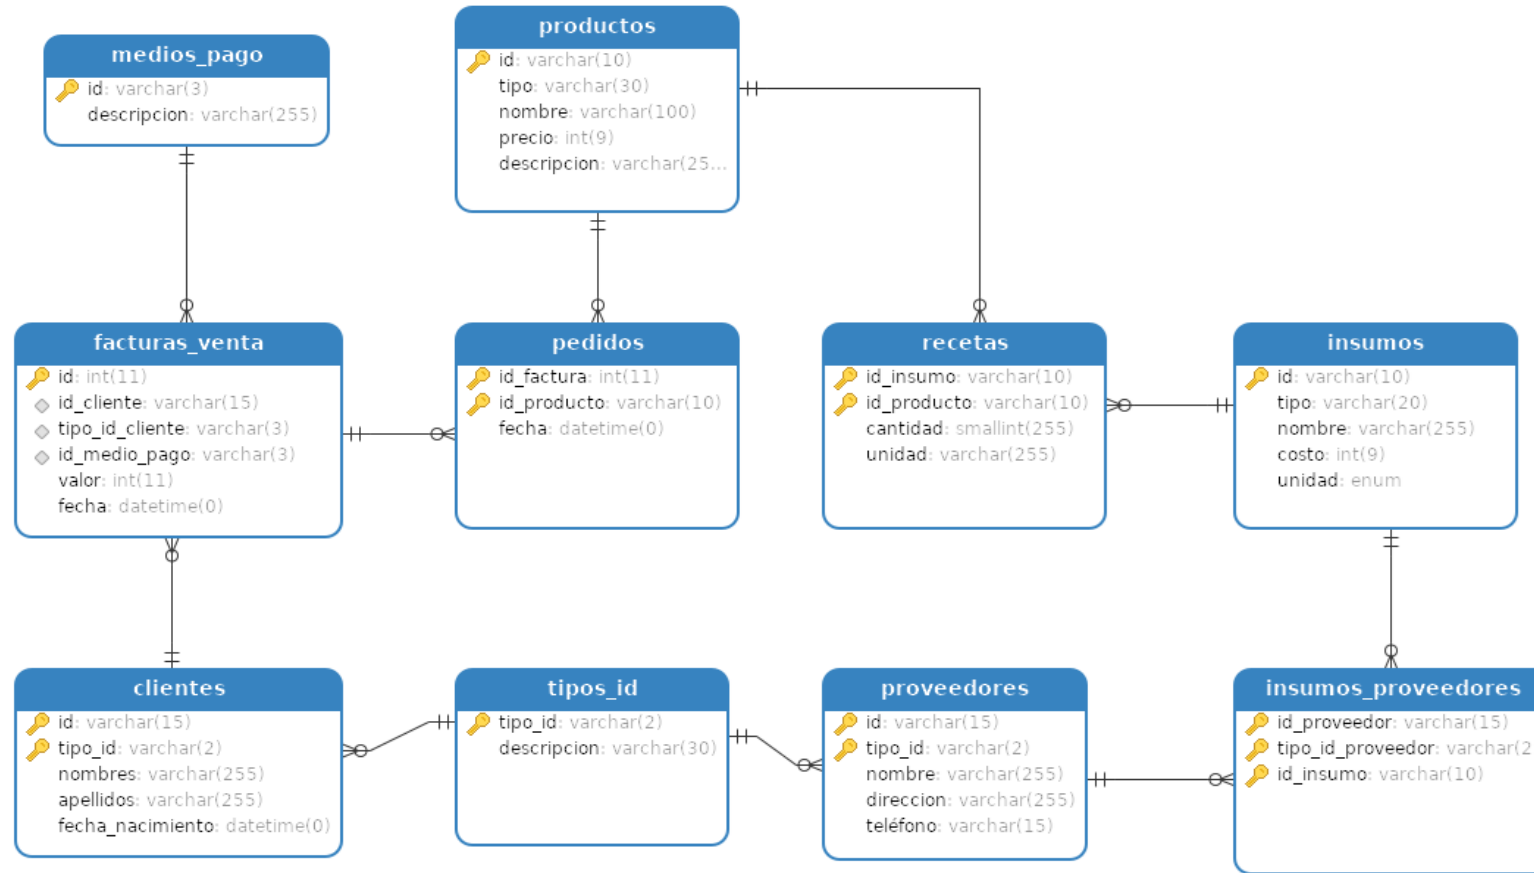 medios_pago
id: varchar(3)
descripcion: varchar(255)
productos
id: varchar(10)
tipo: varchar(30)
nombre: varchar(100)
precio: int(9)
descripcion: varchar(25...
facturas_venta
id: int(11)
id_cliente: varchar(15)
tipo_id_cliente: varchar(3)
id_medio_pago: varchar(3)
valor: int(11)
fecha: datetime(0)
pedidos
id_factura: int(11)
id_producto: varchar(10)
fecha: datetime(0)
recetas
id_insumo: varchar(10)
id_producto: varchar(10)
cantidad: smallint(255)
unidad: varchar(255)
insumos
id: varchar(10)
tipo: varchar(20)
nombre: varchar(255)
costo: int(9)
unidad: enum
clientes
id: varchar(15)
tipo_id: varchar(2)
nombres: varchar(255)
apellidos: varchar(255)
fecha_nacimiento: datetime(0)
tipos_id
tipo_id: varchar(2)
descripcion: varchar(30)
proveedores
id: varchar(15)
tipo_id: varchar(2)
nombre: varchar(255)
direccion: varchar(255)
teléfono: varchar(15)
insumos_proveedores
id_proveedor: varchar(15)
tipo_id_proveedor: varchar(2
id_insumo: varchar(10)